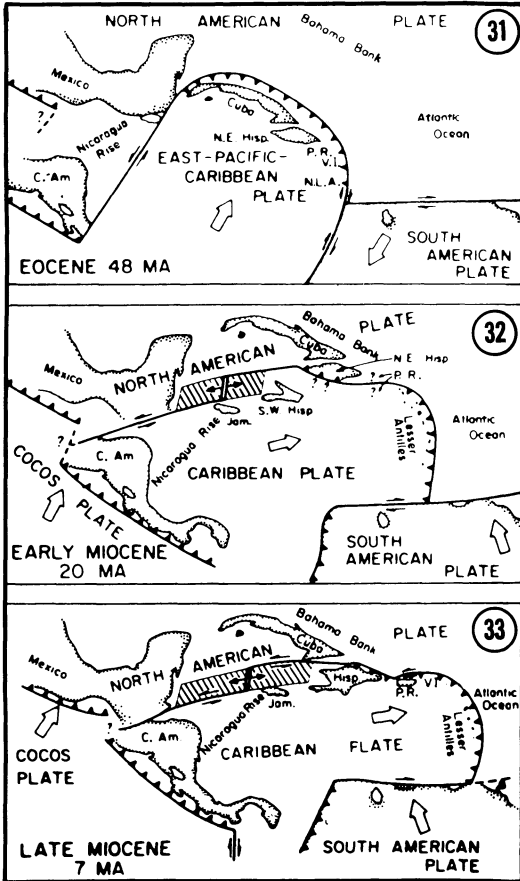 NORTH AMERICAN PLATE
Bahama Bank
31
Mexico
Cuba
Atlantic
Ocean
?
Nicaragua
Rise
N.E. Hisp.
EAST-PACIFIC-
CARIBBEAN
PLATE
P.R.
V.I.
N.L.A.
C. Am
SOUTH
AMERICAN
PLATE
EOCENE 48 MA
Bahama Bank
PLATE
32
Cuba
NORTH AMERICAN
N.E Hisp
? P.R.
?
?
Mexico
?
Jam.
S.W Hisp
Nicaragua Rise
Lesser
Antilles
Atlantic
Ocean
C. Am
CARIBBEAN PLATE
COCOS PLATE
EARLY MIOCENE
20 MA
SOUTH
AMERICAN
PLATE
Bahama Bank
PLATE
33
Cuba
NORTH AMERICAN
Mexico
Hisp
VI
P.R.
Atlantic
Ocean
?
Jam.
Nicaragua Rise
Lesser
Antilles
C. Am
COCOS
PLATE
CARIBBEAN FLATE
?
LATE MIOCENE
7 MA
SOUTH AMERICAN
PLATE